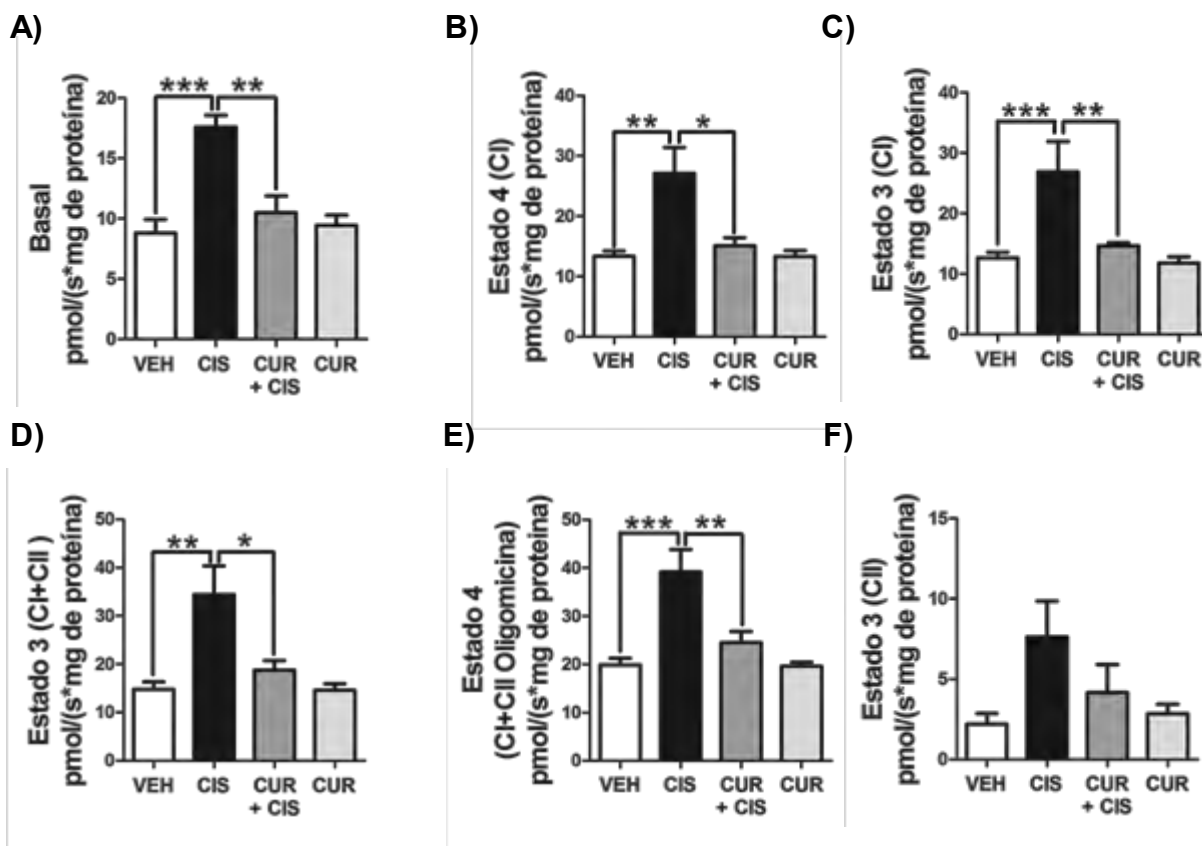 A)
Basal
pmol/(s*mg de proteína)
20
15
10
5
0
***
**
VEH
CIS
CUR
+ CIS
CUR
B)
Estado 4 (CI)
pmol/(s*mg de proteína)
40
30
20
10
0
**
*
VEH
CIS
CUR
+ CIS
CUR
C)
Estado 3 (CI)
pmol/(s*mg de proteína)
40
30
20
10
0
***
**
VEH
CIS
CUR
+ CIS
CUR
D)
Estado 3 (CI+CII )
pmol/(s*mg de proteína)
50
40
30
20
10
0
**
*
VEH
CIS
CUR
+ CIS
CUR
E)
Estado 4
(CI+CII Oligomicina)
pmol/(s*mg de proteína)
50
40
30
20
10
0
***
**
VEH
CIS
CUR
+ CIS
CUR
F)
Estado 3 (CII)
pmol/(s*mg de proteína)
15
10
5
0
VEH
CIS
CUR
+ CIS
CUR